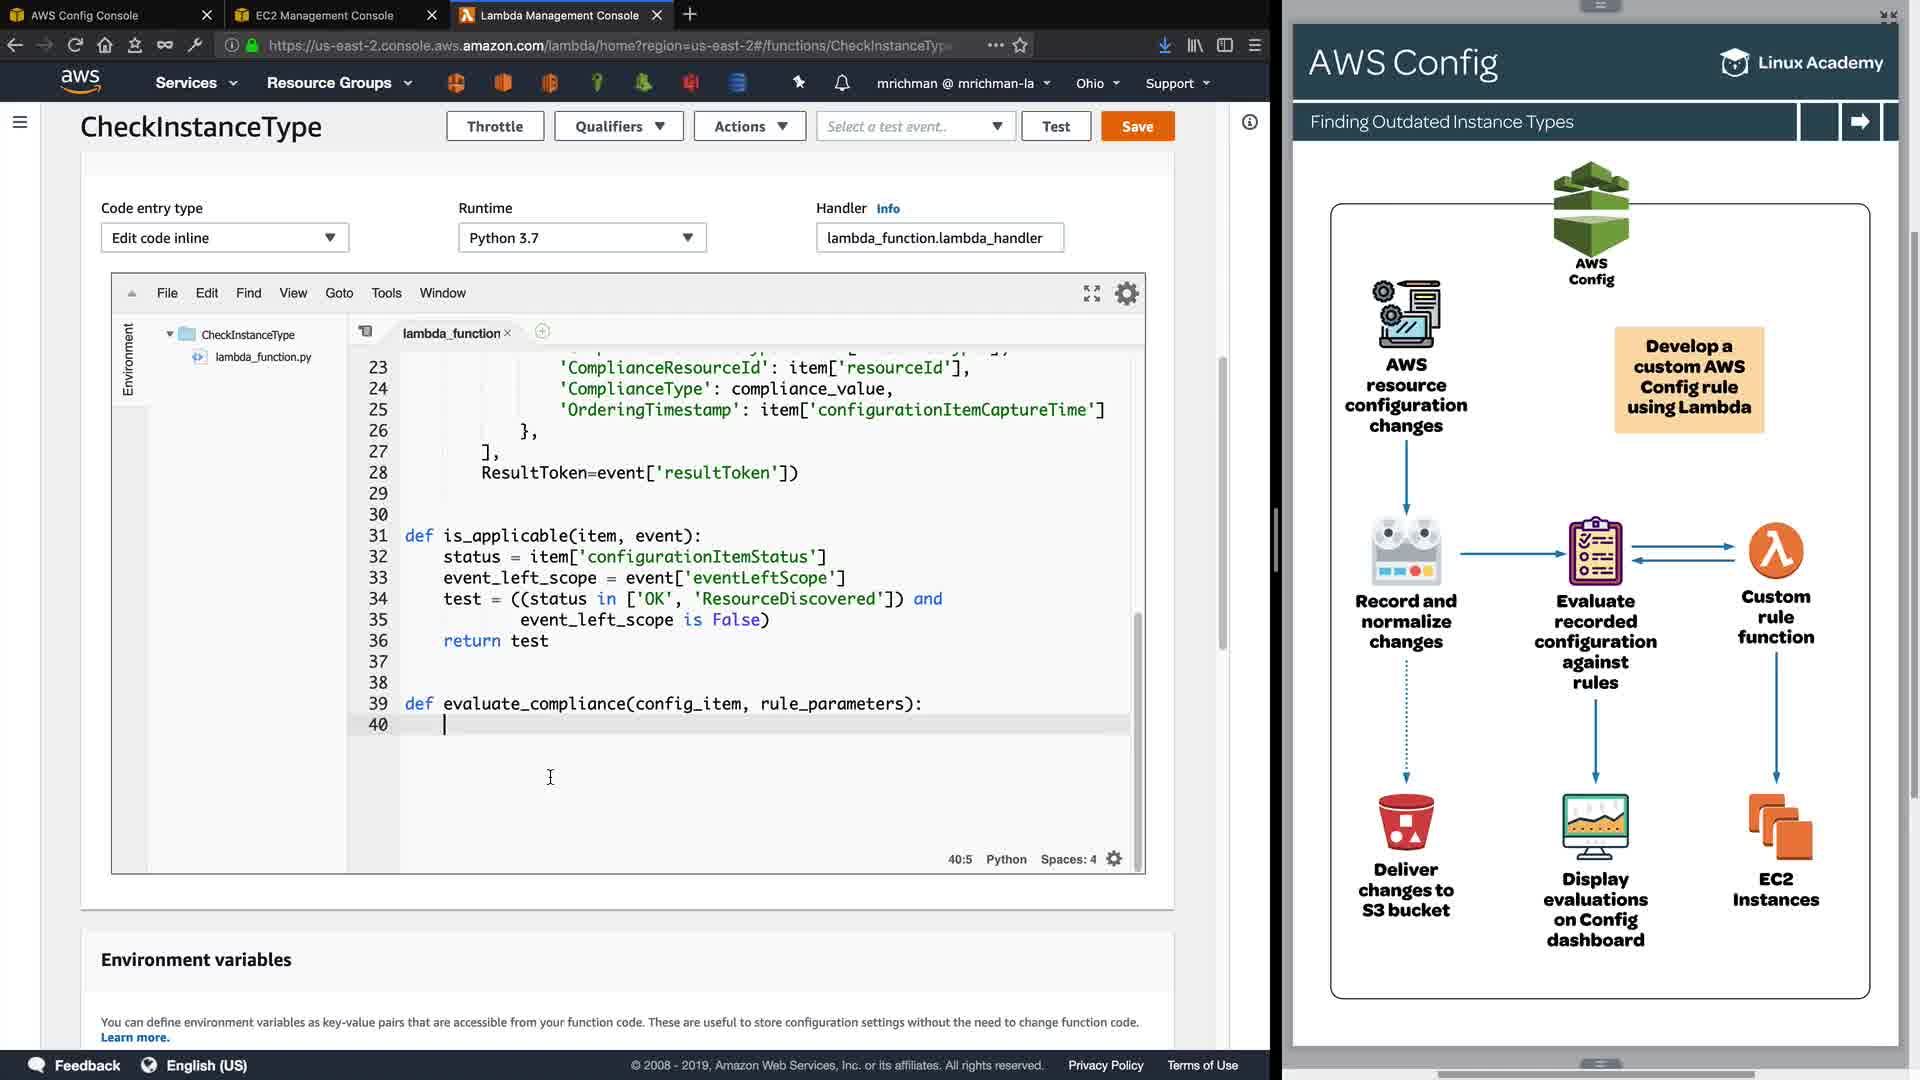 AWS Config Console
EC2 Management Console
Lambda Management Console
https://us-east-2.console.aws.amazon.com/lambda/home?region=us-east-2#/functions/CheckInstanceType
aws
Services
Resource Groups
mrichman @ mrichman-la
Ohio
Support
CheckInstanceType
Throttle
Qualifiers
Actions
Select a test event..
Test
Save
Code entry type
Runtime
Handler Info
Edit code inline
Python 3.7
lambda_function.lambda_handler
File Edit Find View Goto Tools Window
Environment
CheckInstanceType
lambda_function.py
lambda_function
23 'ComplianceResourceId': item['resourceId'],
24 'ComplianceType': compliance_value,
25 'OrderingTimestamp': item['configurationItemCaptureTime']
26 },
27 ],
28 ResultToken=event['resultToken'])
29
30
31 def is_applicable(item, event):
32 status = item['configurationItemStatus']
33 event_left_scope = event['eventLeftScope']
34 test = ((status in ['OK', 'ResourceDiscovered']) and
35 event_left_scope is False)
36 return test
37
38
39 def evaluate_compliance(config_item, rule_parameters):
40
40:5 Python Spaces: 4
Environment variables
You can define environment variables as key-value pairs that are accessible from your function code. These are useful to store configuration settings without the need to change function code.
Learn more.
Feedback
English (US)
© 2008 - 2019, Amazon Web Services, Inc. or its affiliates. All rights reserved.
Privacy Policy
Terms of Use
AWS Config
Linux Academy
Finding Outdated Instance Types
AWS
Config
Develop a
custom AWS
Config rule
using Lambda
AWS
resource
configuration
changes
Record and
normalize
changes
Evaluate
recorded
configuration
against
rules
Custom
rule
function
Deliver
changes to
S3 bucket
Display
evaluations
on Config
dashboard
EC2
Instances